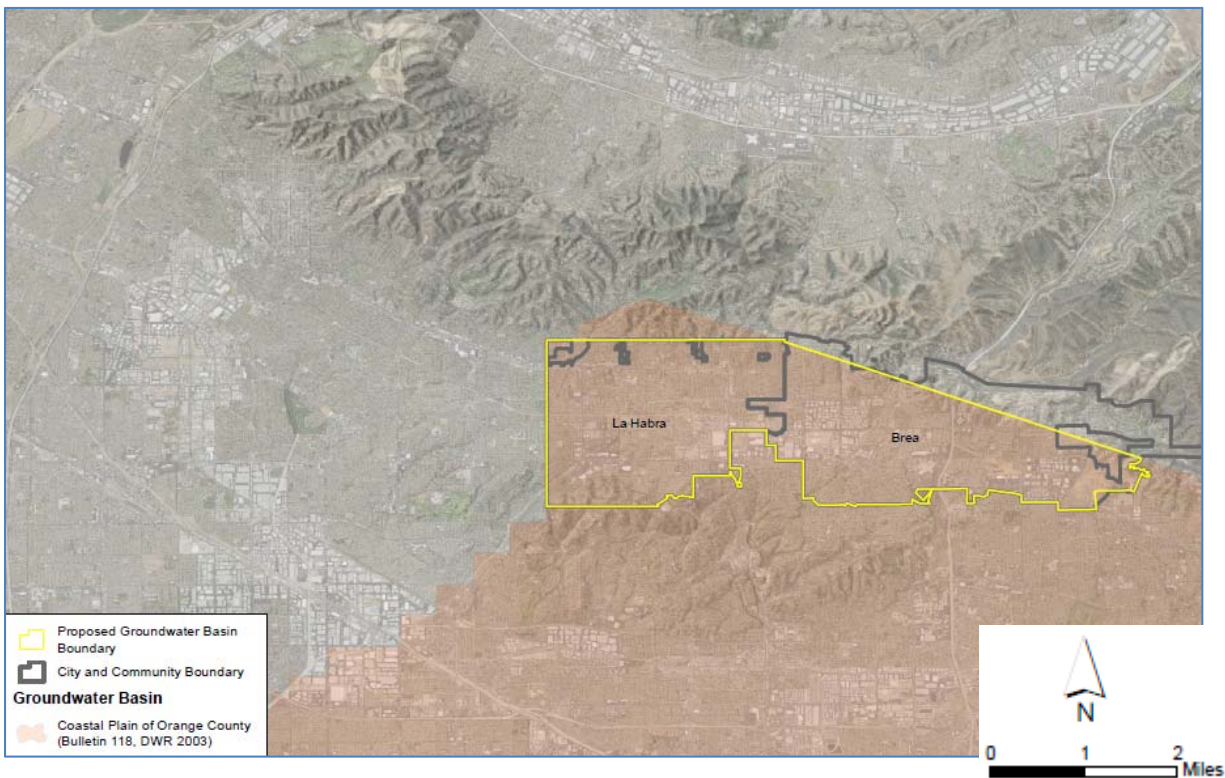 La Habra
Brea
Proposed Groundwater Basin
Boundary
City and Community Boundary
Groundwater Basin
Coastal Plain of Orange County
(Bulletin 118, DWR 2003)
N
0 1 2
Miles